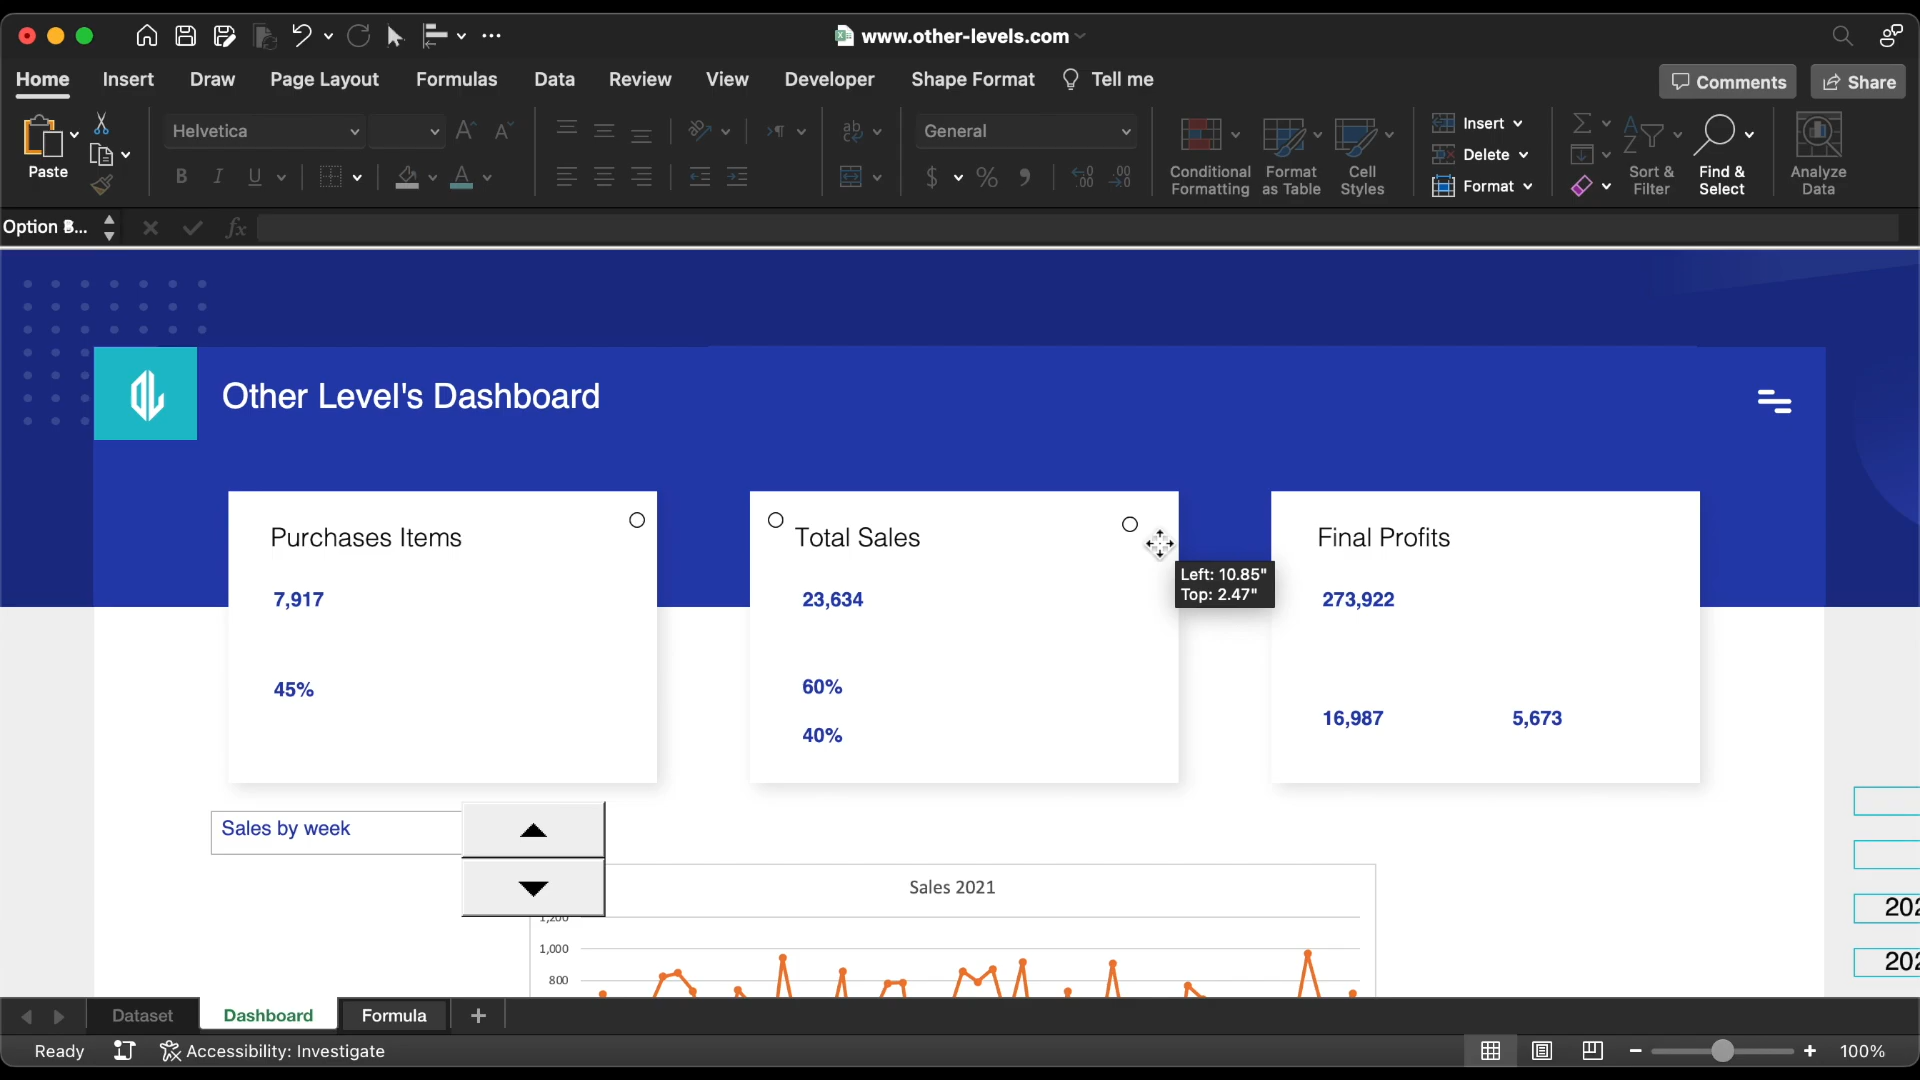 www.other-levels.com
Home Insert Draw Page Layout Formulas Data Review View Developer Shape Format Tell me Comments Share
Paste
Helvetica
B I U
A A
A
ab
General
$ % ,
Conditional Formatting
Format as Table
Cell Styles
Insert
Delete
Format
Sort & Filter
Find & Select
Analyze Data
fx
Other Level's Dashboard
Purchases Items
7,917
45%
Total Sales
23,634
60%
40%
Left: 10.85"
Top: 2.47"
Final Profits
273,922
16,987 5,673
Sales by week
Sales 2021
1,200
1,000
800
Dataset Dashboard Formula +
Ready Accessibility: Investigate 100%